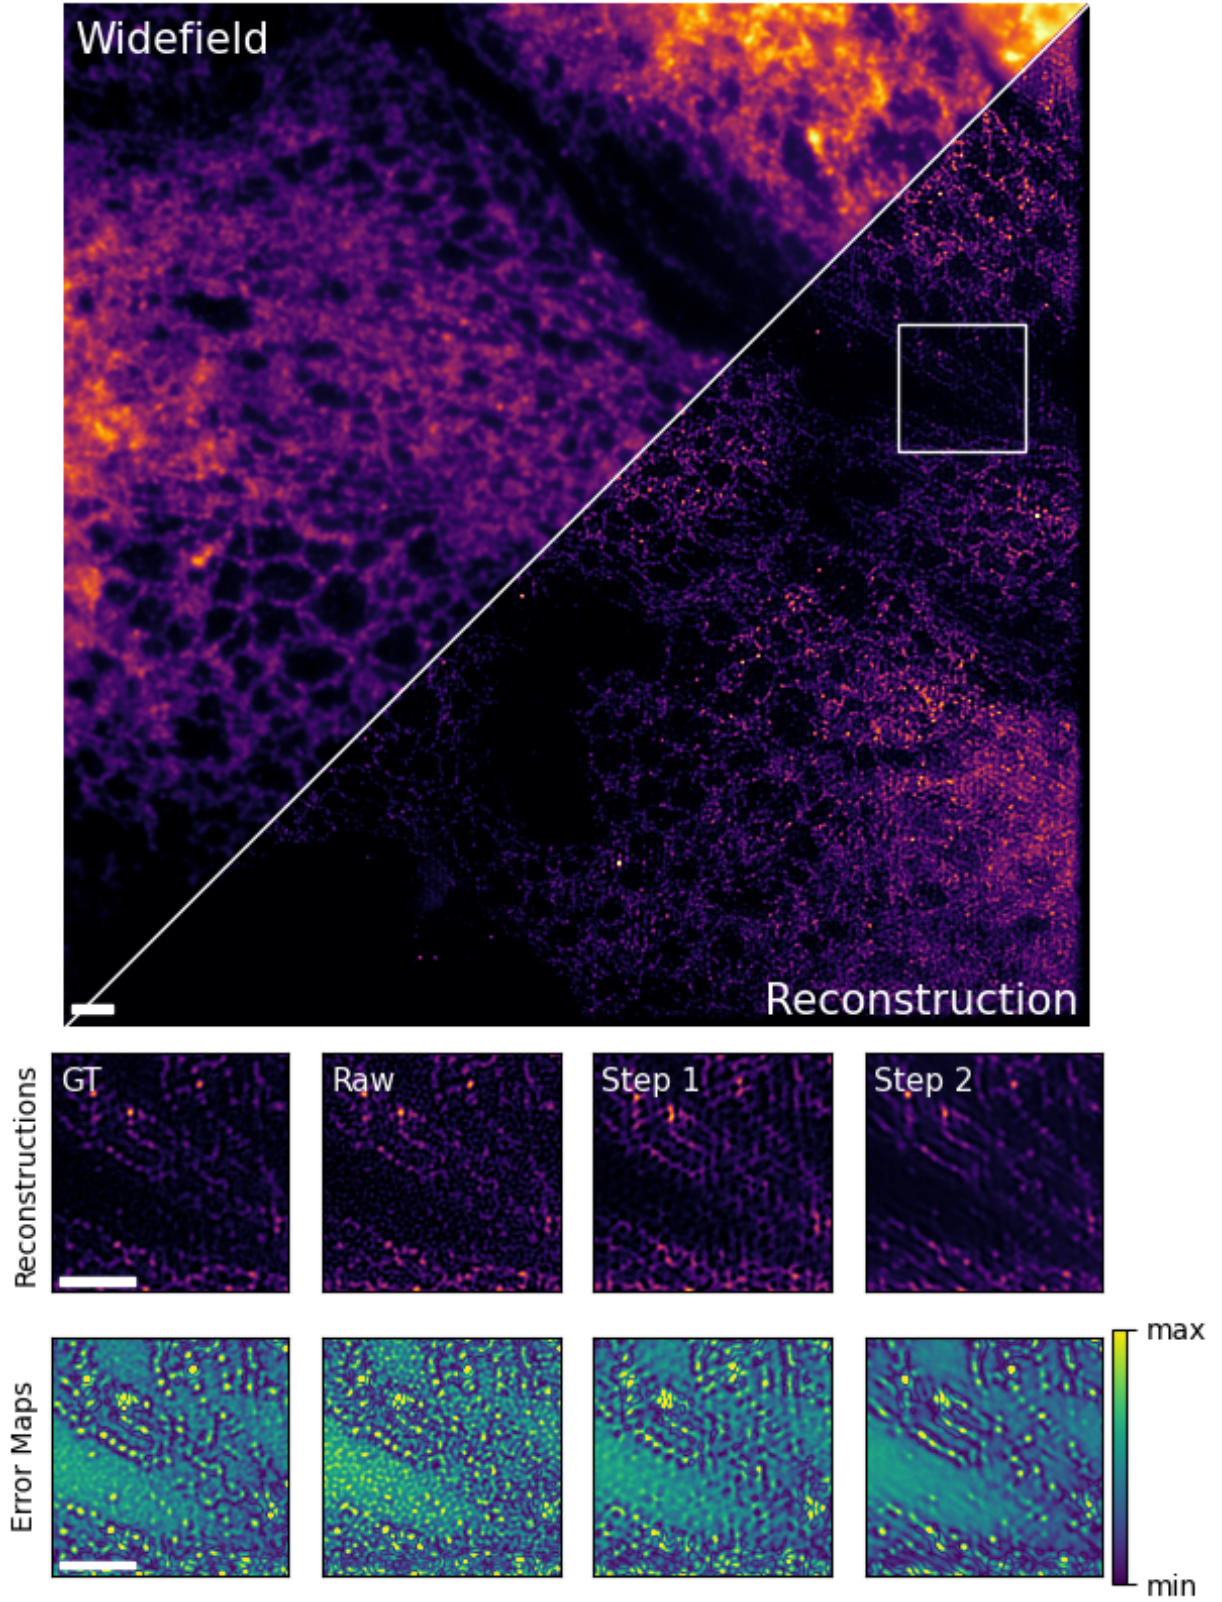 Widefield
Reconstruction
Reconstructions
GT
Raw
Step 1
Step 2
Error Maps
max
min